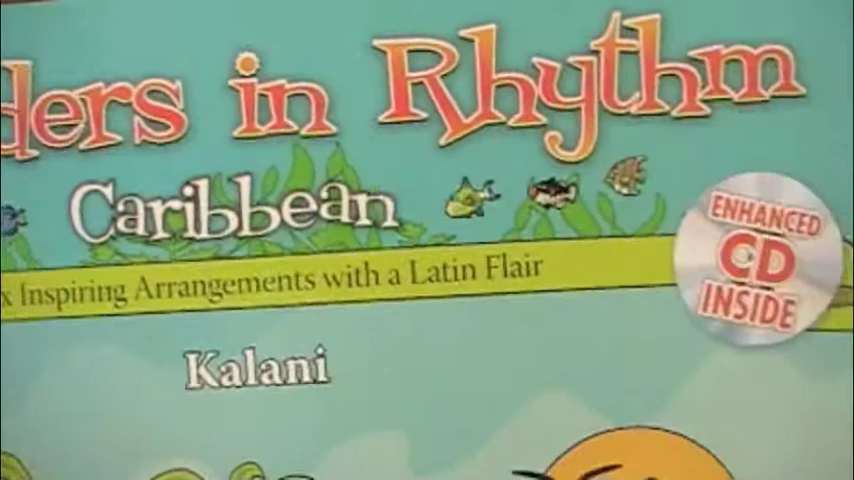 ders in Rhythm
Caribbean
ENHANCED
CD
INSIDE
x Inspiring Arrangements with a Latin Flair
Kalani